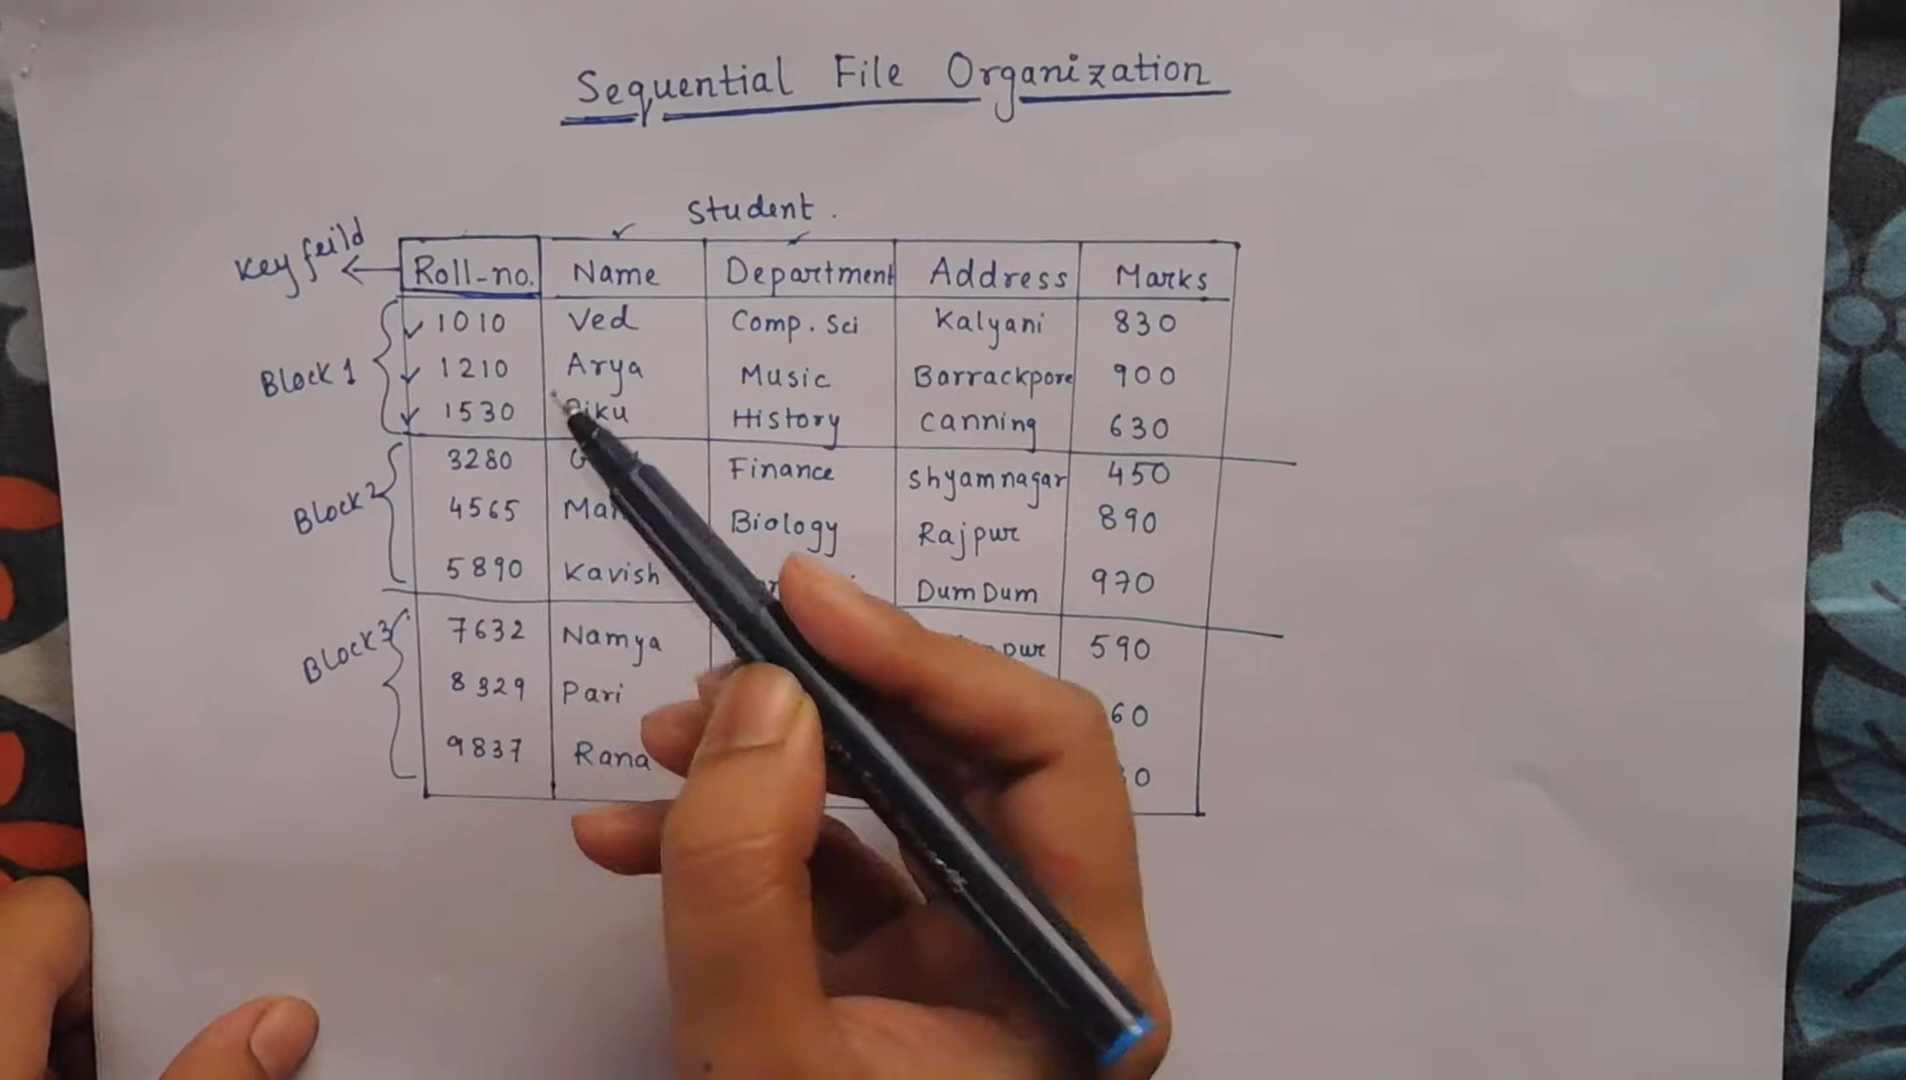 Sequential File Organization
Student.
Key feild
Roll-no. Name Department Address Marks
Block 1
1010 Ved Comp. Sci Kalyani 830
1210 Arya Music Barrackpore 900
1530 History Canning 630
Block 2
3280 Finance Shyamnagar 450
4565 Biology Rajpur 890
5890 Kavish Dum Dum 970
Block 3
7632 Namya 590
8329 Pari
9837 Rana